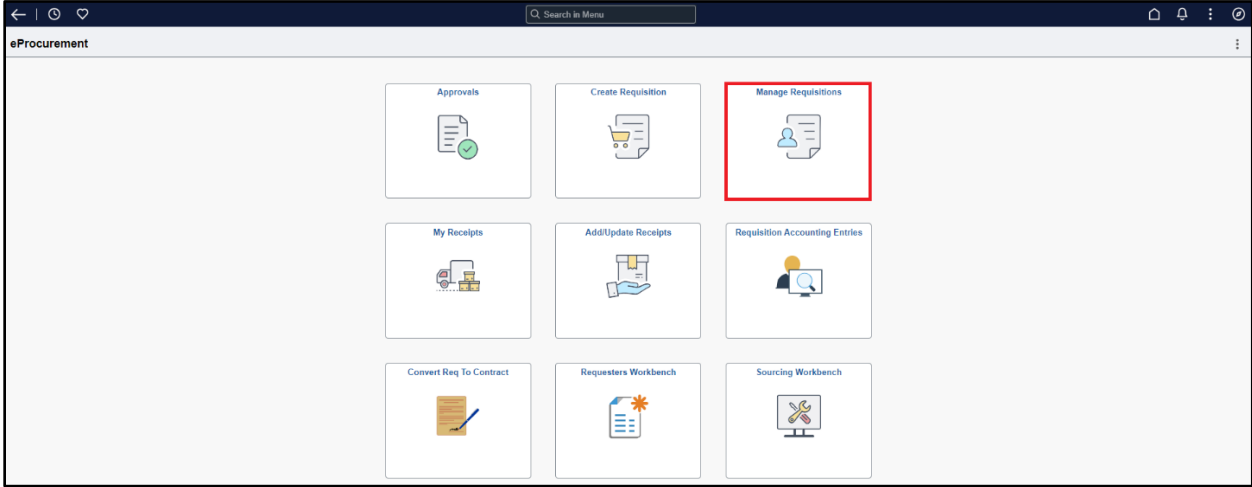 Search in Menu
eProcurement
Approvals
Create Requisition
Manage Requisitions
My Receipts
Add/Update Receipts
Requisition Accounting Entries
Convert Req To Contract
Requesters Workbench
Sourcing Workbench